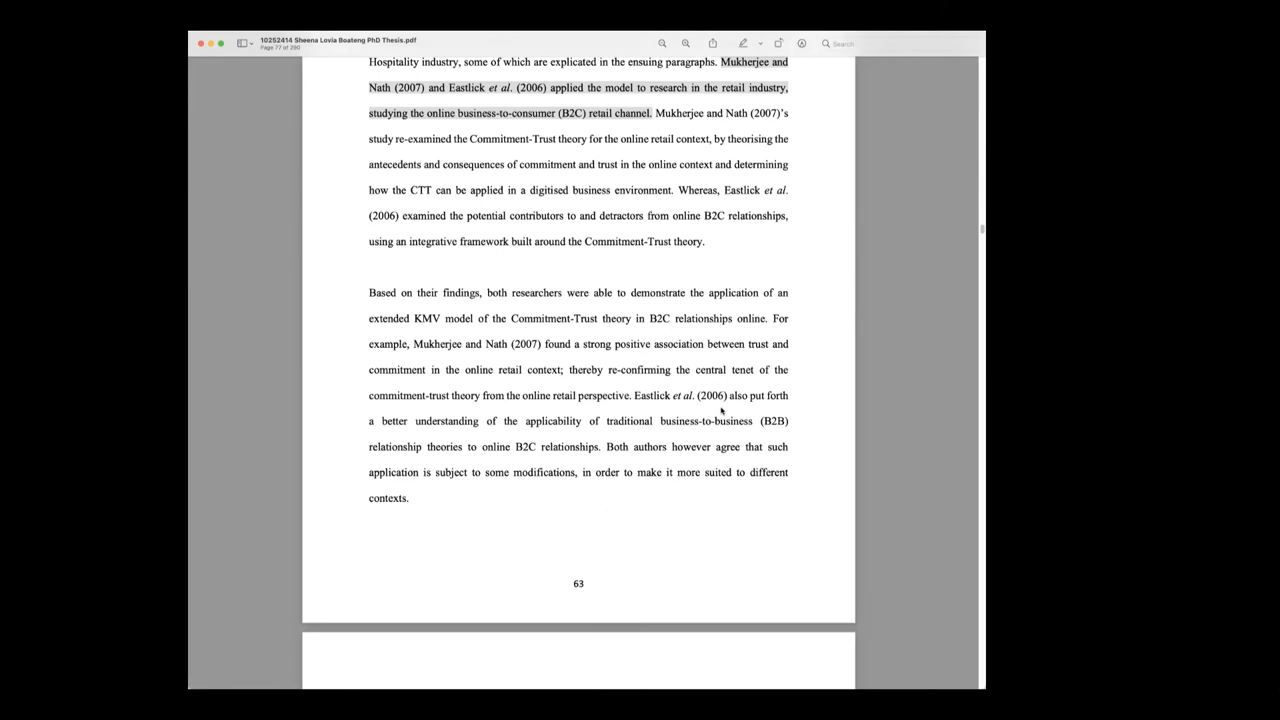 10252414 Sheena Lovia Boateng PhD Thesis.pdf
Page 77 of 290
Search
Hospitality industry, some of which are explicated in the ensuing paragraphs. Mukherjee and
Nath (2007) and Eastlick et al. (2006) applied the model to research in the retail industry,
studying the online business-to-consumer (B2C) retail channel. Mukherjee and Nath (2007)'s
study re-examined the Commitment-Trust theory for the online retail context, by theorising the
antecedents and consequences of commitment and trust in the online context and determining
how the CTT can be applied in a digitised business environment. Whereas, Eastlick et al.
(2006) examined the potential contributors to and detractors from online B2C relationships,
using an integrative framework built around the Commitment-Trust theory.
Based on their findings, both researchers were able to demonstrate the application of an
extended KMV model of the Commitment-Trust theory in B2C relationships online. For
example, Mukherjee and Nath (2007) found a strong positive association between trust and
commitment in the online retail context; thereby re-confirming the central tenet of the
commitment-trust theory from the online retail perspective. Eastlick et al. (2006) also put forth
a better understanding of the applicability of traditional business-to-business (B2B)
relationship theories to online B2C relationships. Both authors however agree that such
application is subject to some modifications, in order to make it more suited to different
contexts.
63